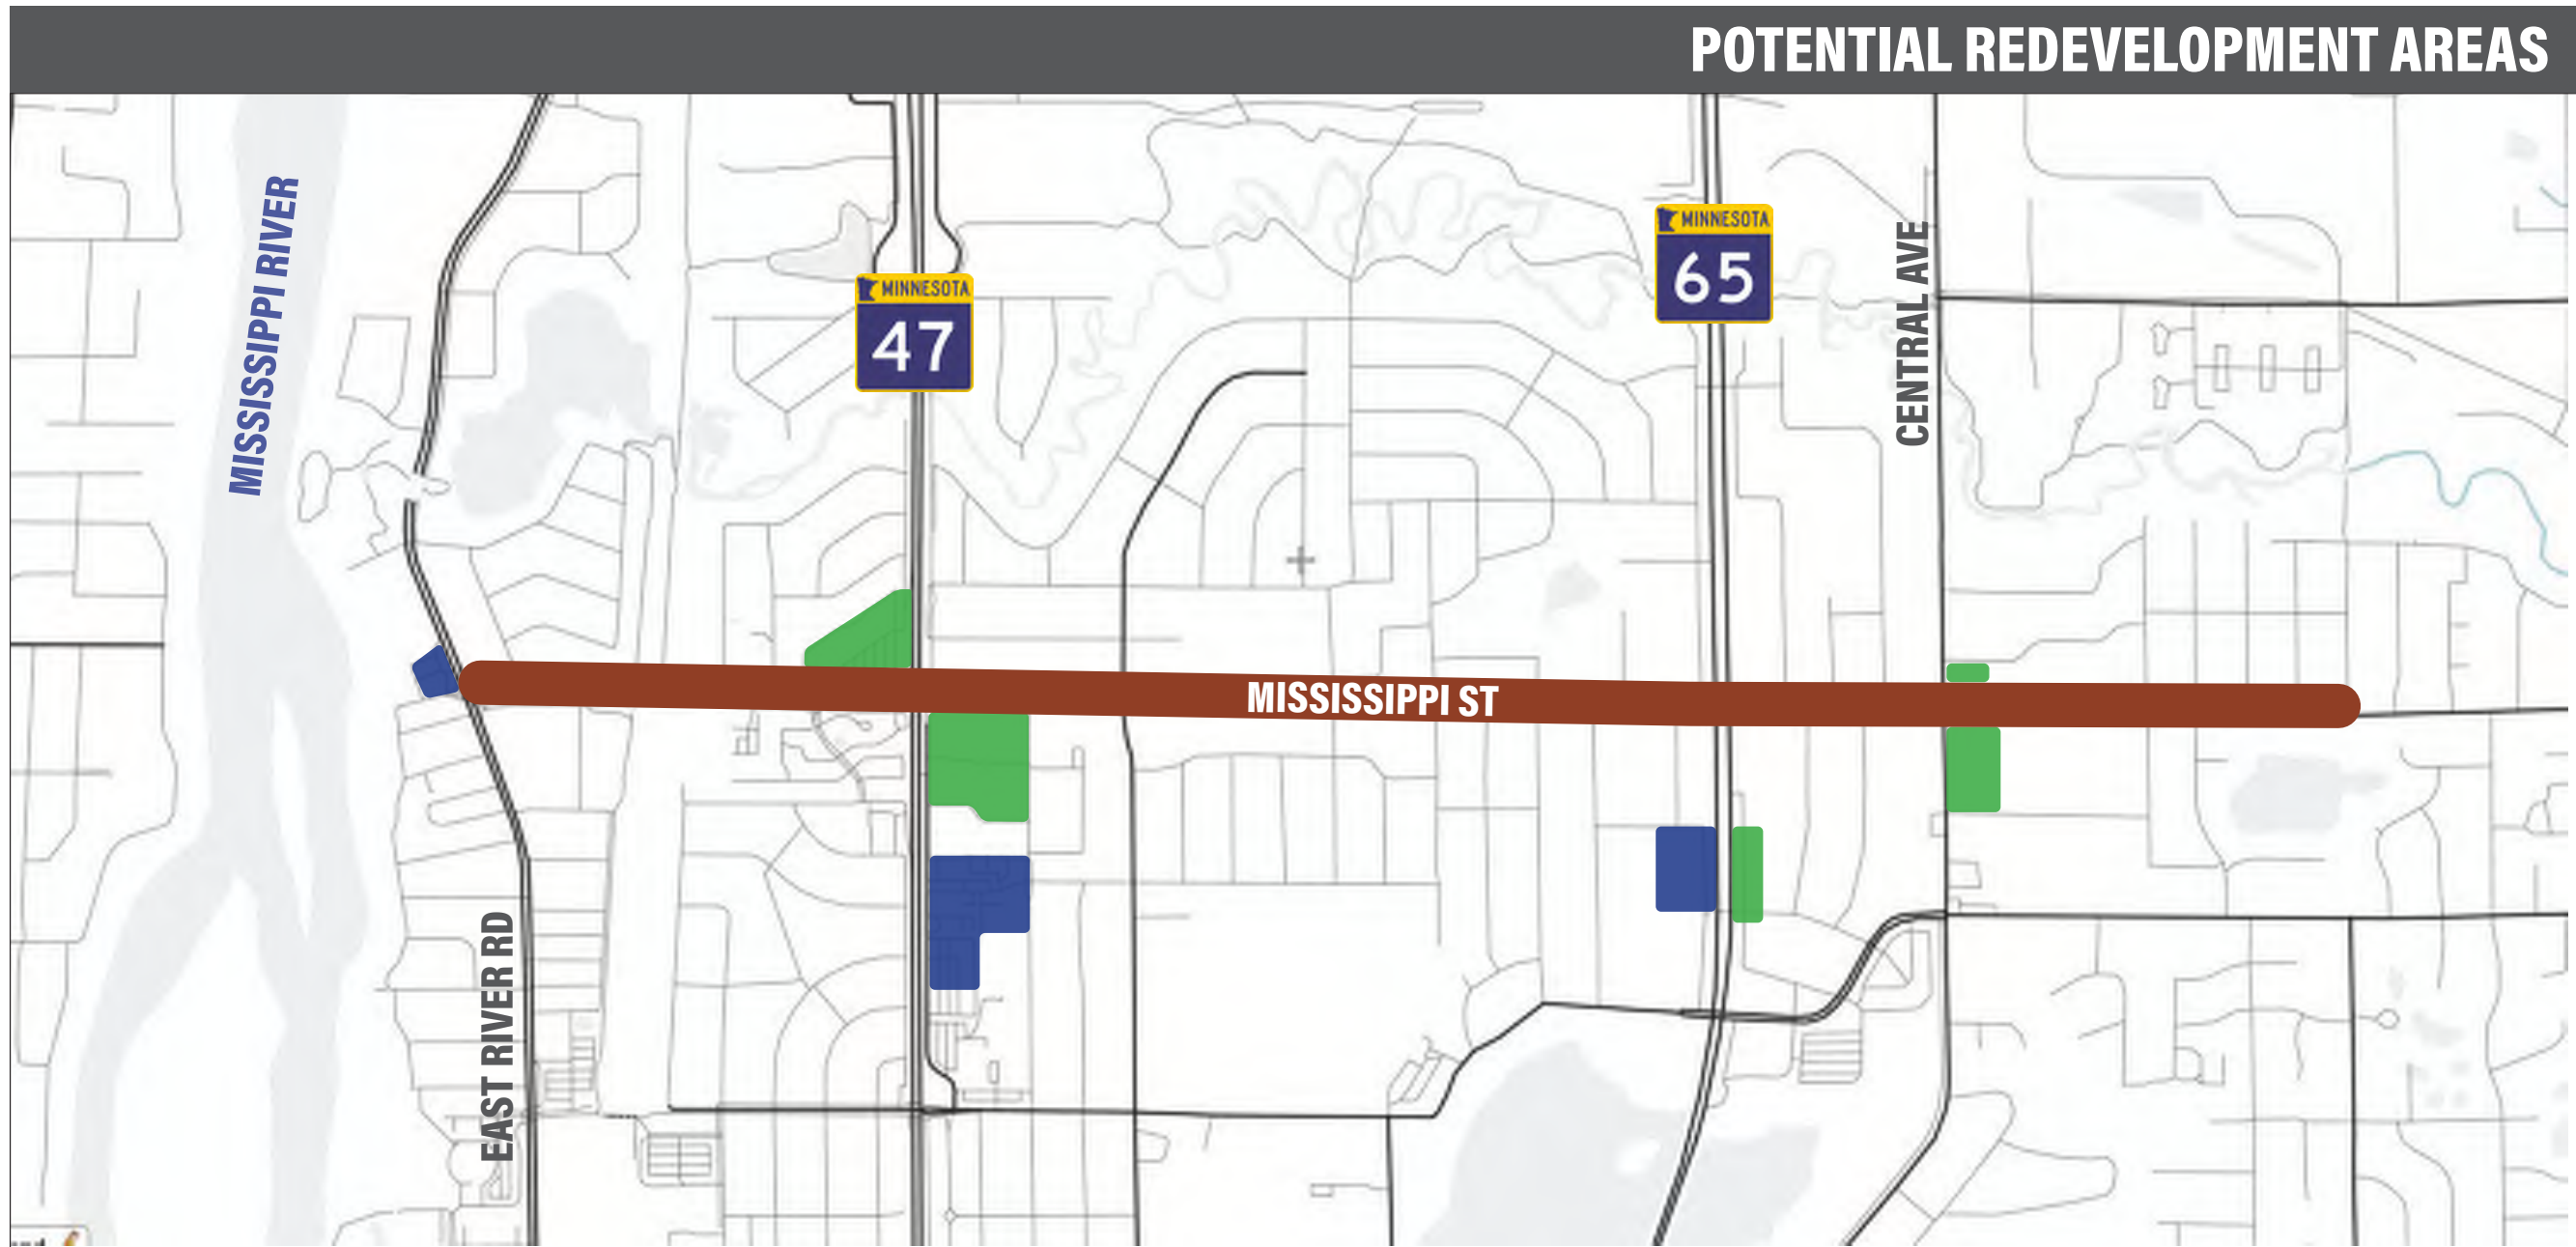 POTENTIAL REDEVELOPMENT AREAS
MISSISSIPPI RIVER
MINNESOTA
47
MINNESOTA
65
CENTRAL AVE
MISSISSIPPI ST
EAST RIVER RD